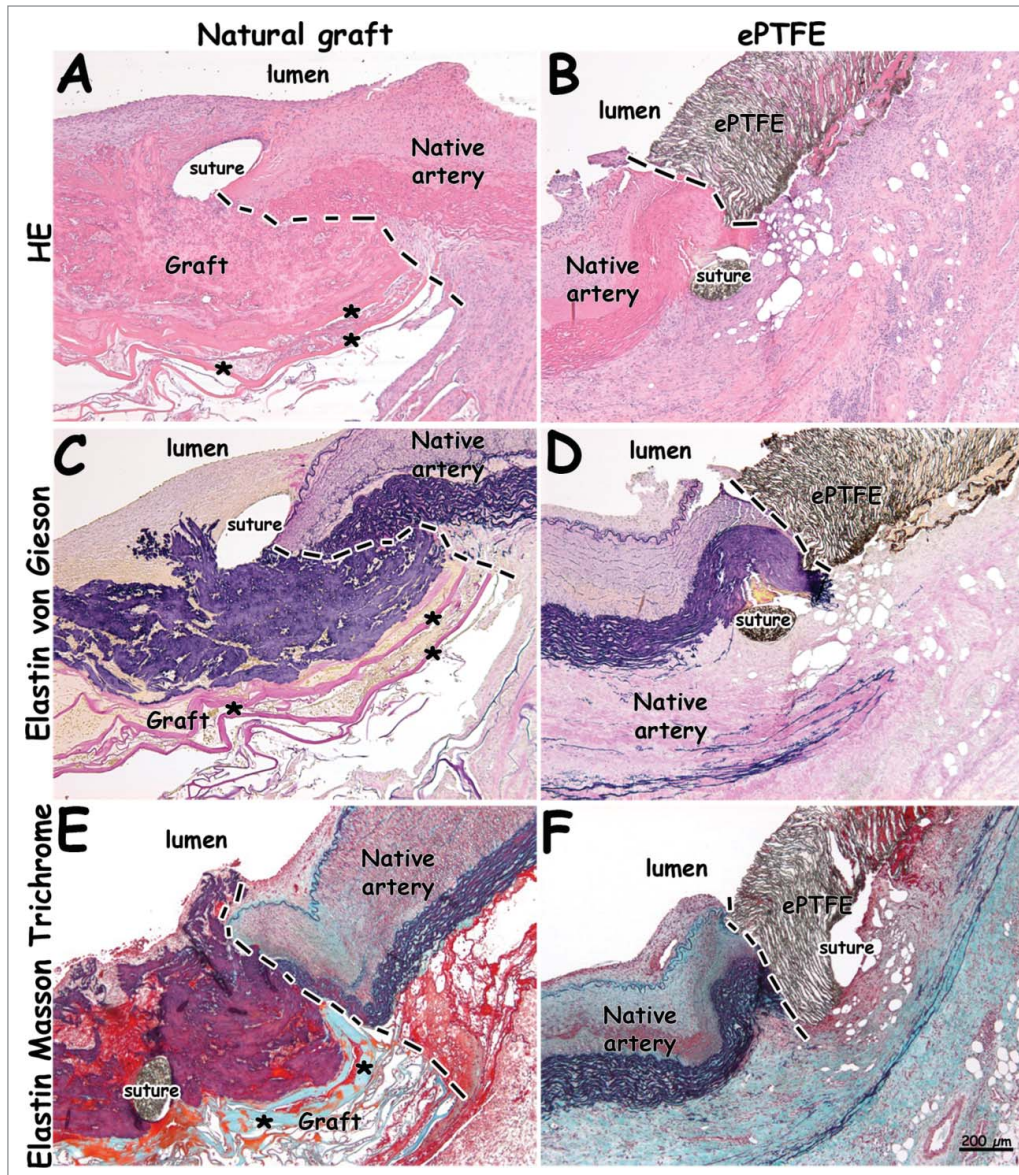 Natural graft
ePTFE
HE
A
lumen
suture
Native
artery
Graft
*
*
*
B
lumen
ePTFE
Native
artery
suture
Elastin von Gieson
C
lumen
Native
artery
suture
Graft
*
*
*
D
lumen
ePTFE
suture
Native
artery
Elastin Masson Trichrome
E
lumen
Native
artery
suture
Graft
*
*
F
lumen
ePTFE
suture
Native
artery
200 µm